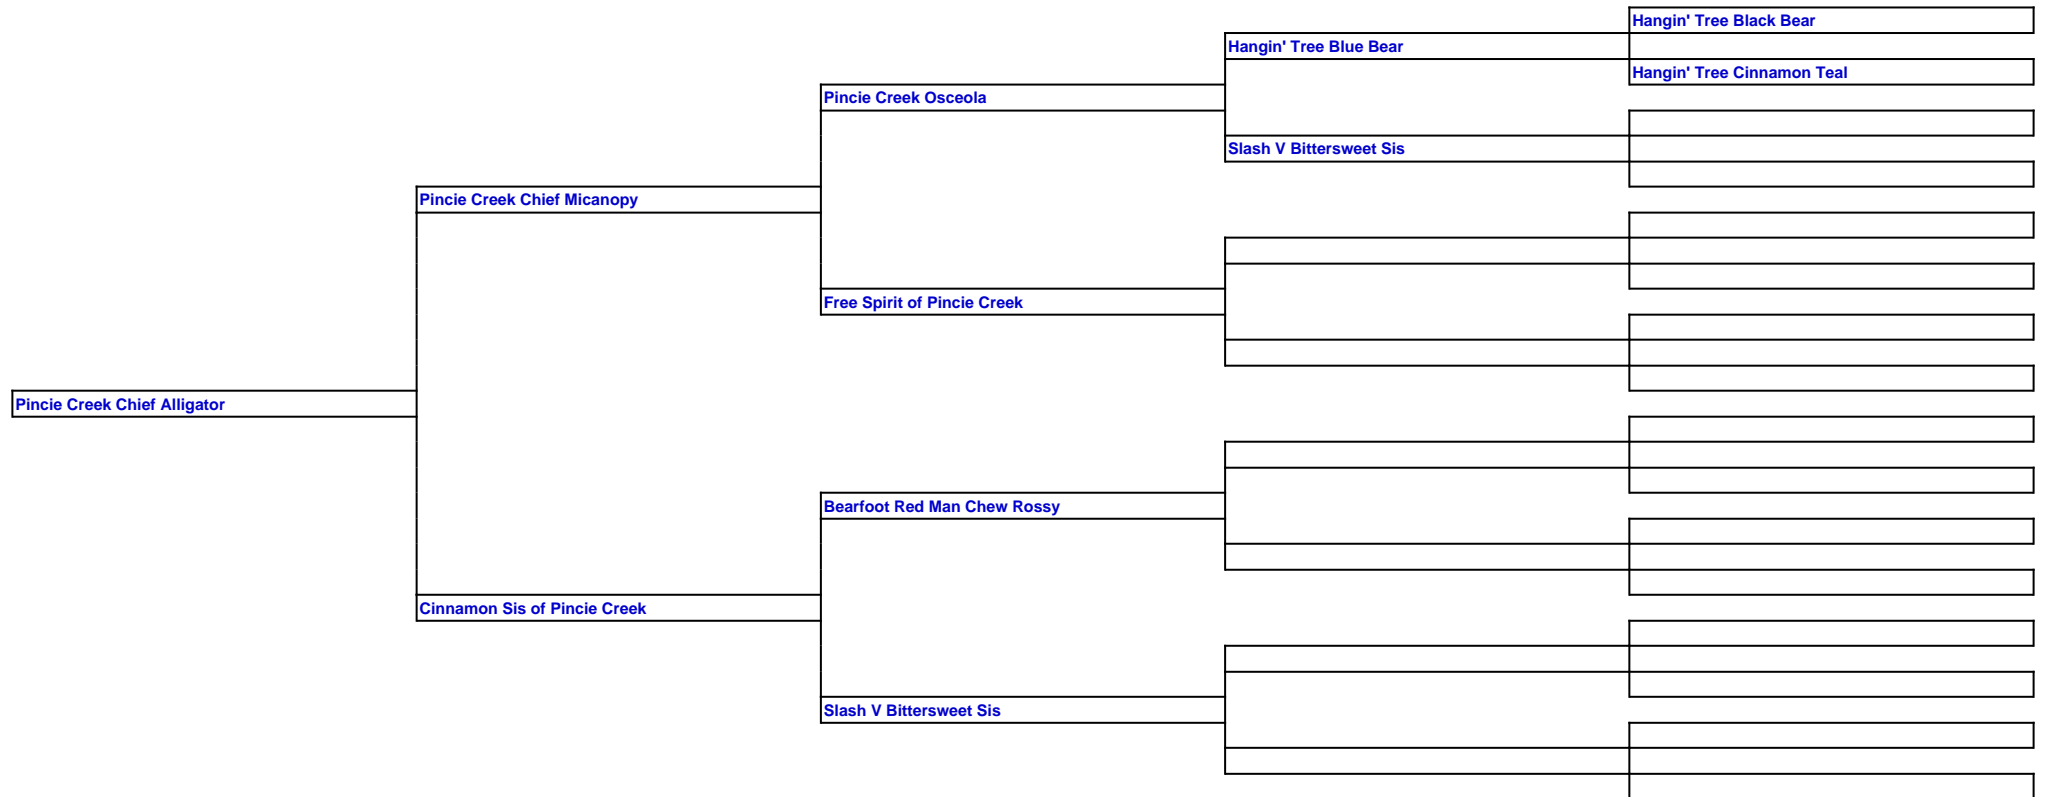 Hangin' Tree Black Bear
Hangin' Tree Blue Bear
Hangin' Tree Cinnamon Teal
Pincie Creek Osceola
Slash V Bittersweet Sis
Pincie Creek Chief Micanopy
Free Spirit of Pincie Creek
Pincie Creek Chief Alligator
Bearfoot Red Man Chew Rossy
Cinnamon Sis of Pincie Creek
Slash V Bittersweet Sis